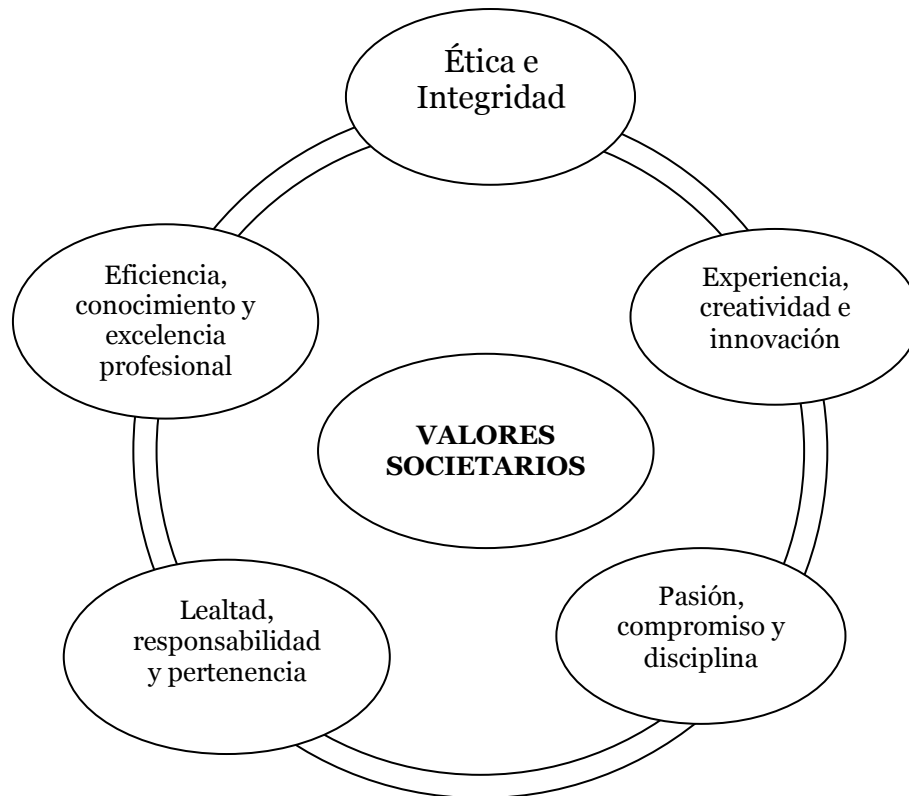 Ética e
Integridad
Eficiencia,
conocimiento y
excelencia
profesional
Experiencia,
creatividad e
innovación
VALORES
SOCIETARIOS
Lealtad,
responsabilidad
y pertenencia
Pasión,
compromiso y
disciplina